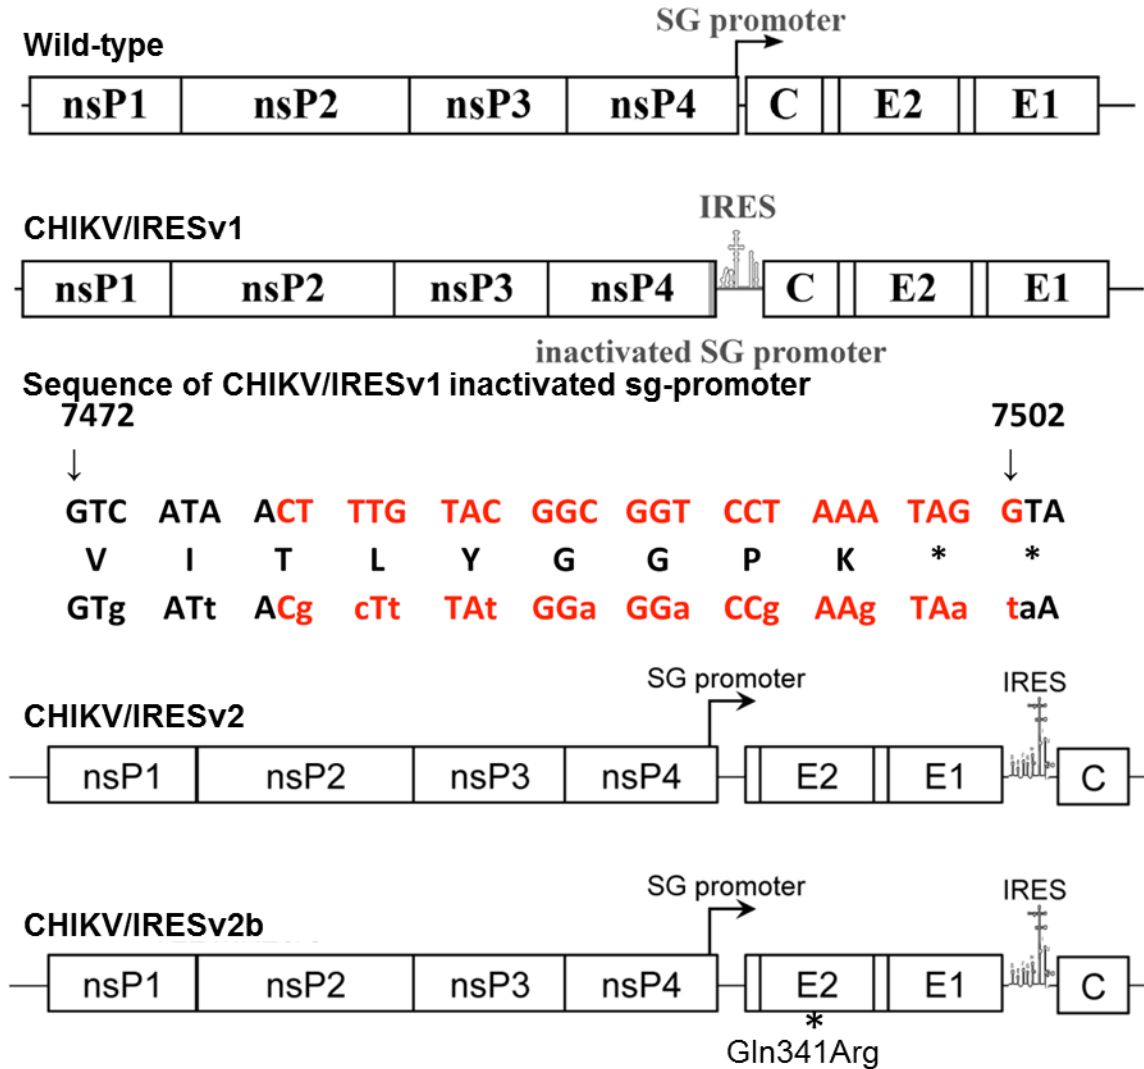 SG promoter
Wild-type
nsP1 nsP2 nsP3 nsP4 C E2 E1
IRES
CHIKV/IRESv1
nsP1 nsP2 nsP3 nsP4 C E2 E1
inactivated SG promoter
Sequence of CHIKV/IRESv1 inactivated sg-promoter
7472 7502
↓ ↓
GTC ATA ACT TTG TAC GGC GGT CCT AAA TAG GTA
V I T L Y G G P K * *
GTg ATt ACg cTt TAt GGa GGa CCg AAg TAa taA
SG promoter IRES
CHIKV/IRESv2
nsP1 nsP2 nsP3 nsP4 E2 E1 C
SG promoter IRES
CHIKV/IRESv2b
nsP1 nsP2 nsP3 nsP4 E2 E1 C
*
Gln341Arg